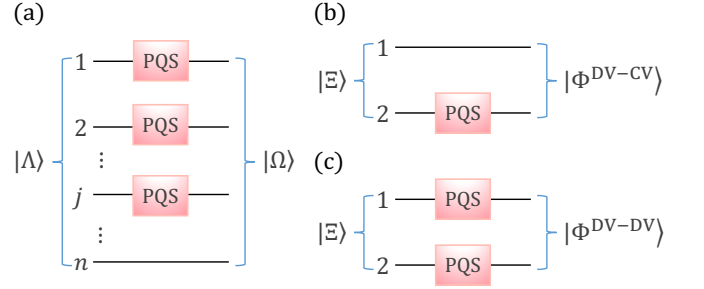 (a)
1 PQS
2 PQS
⋮
|Λ⟩ |Ω⟩
j PQS
⋮
n
(b)
1
|Ξ⟩ |Φ^DV−CV⟩
2 PQS
(c)
1 PQS
|Ξ⟩ |Φ^DV−DV⟩
2 PQS